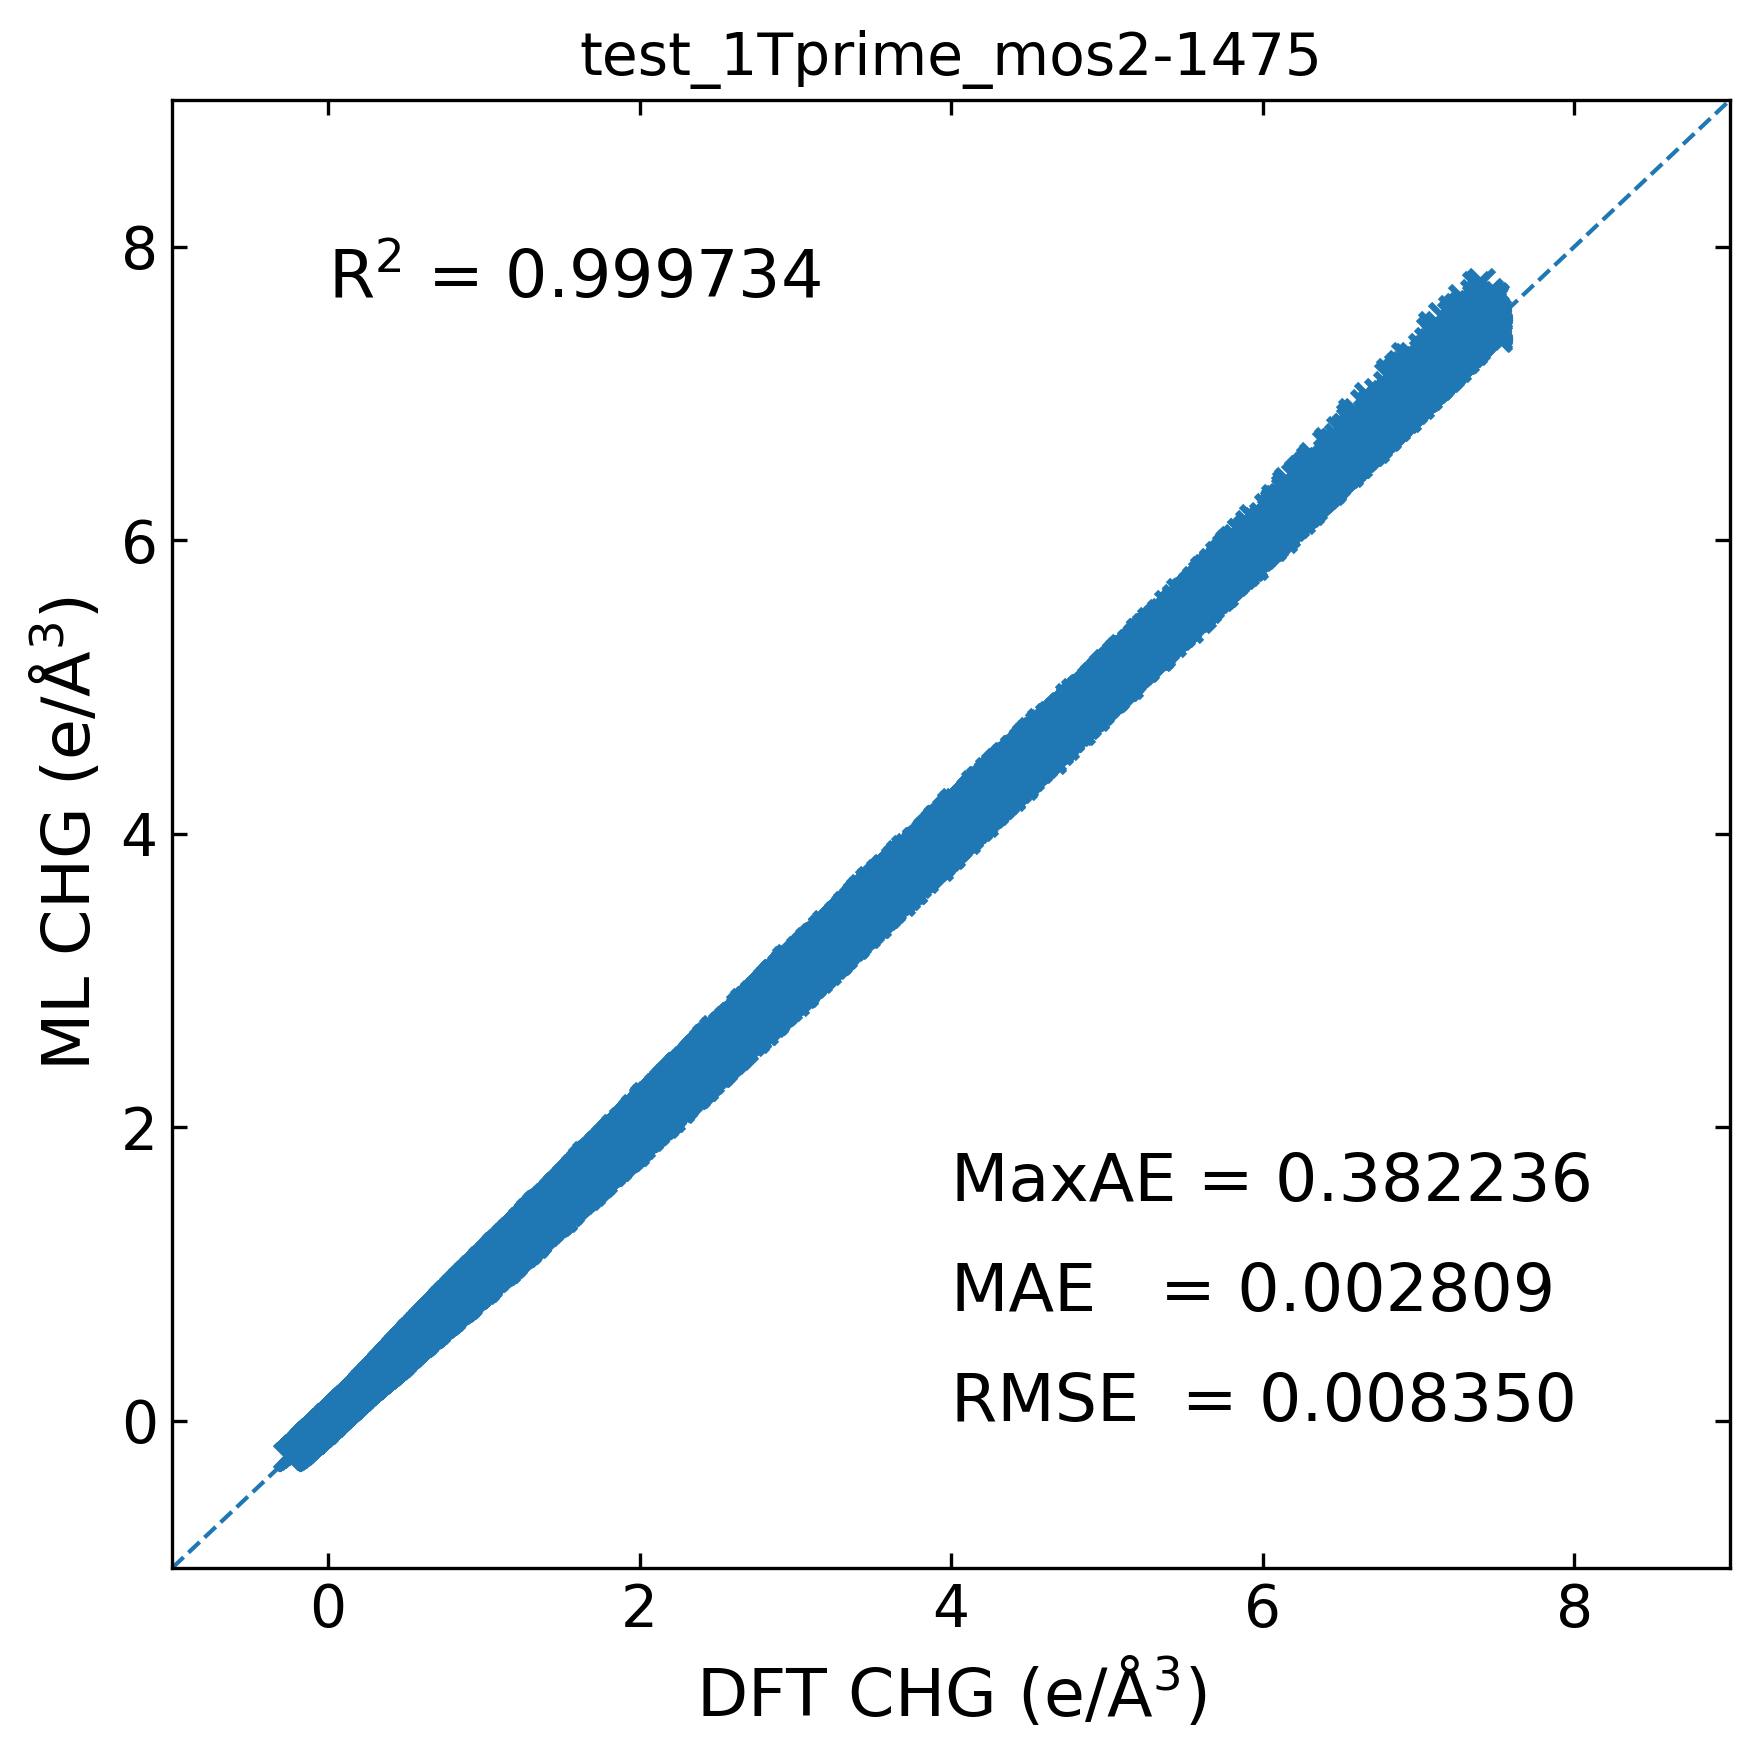 test_1Tprime_mos2-1475
R² = 0.999734
MaxAE = 0.382236
MAE = 0.002809
RMSE = 0.008350
ML CHG (e/Å³)
8
6
4
2
0
0 2 4 6 8
DFT CHG (e/Å³)